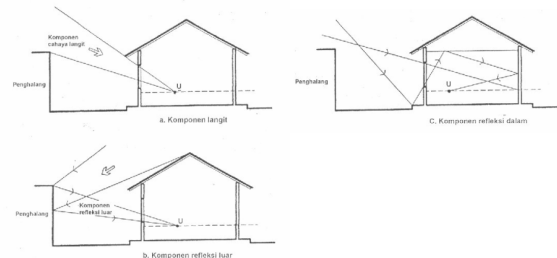 Komponen
cahaya langit
Penghalang
U
a. Komponen langit
Penghalang
U
C. Komponen refleksi dalam
Penghalang
Komponen
refleksi luar
U
b. Komponen refleksi luar